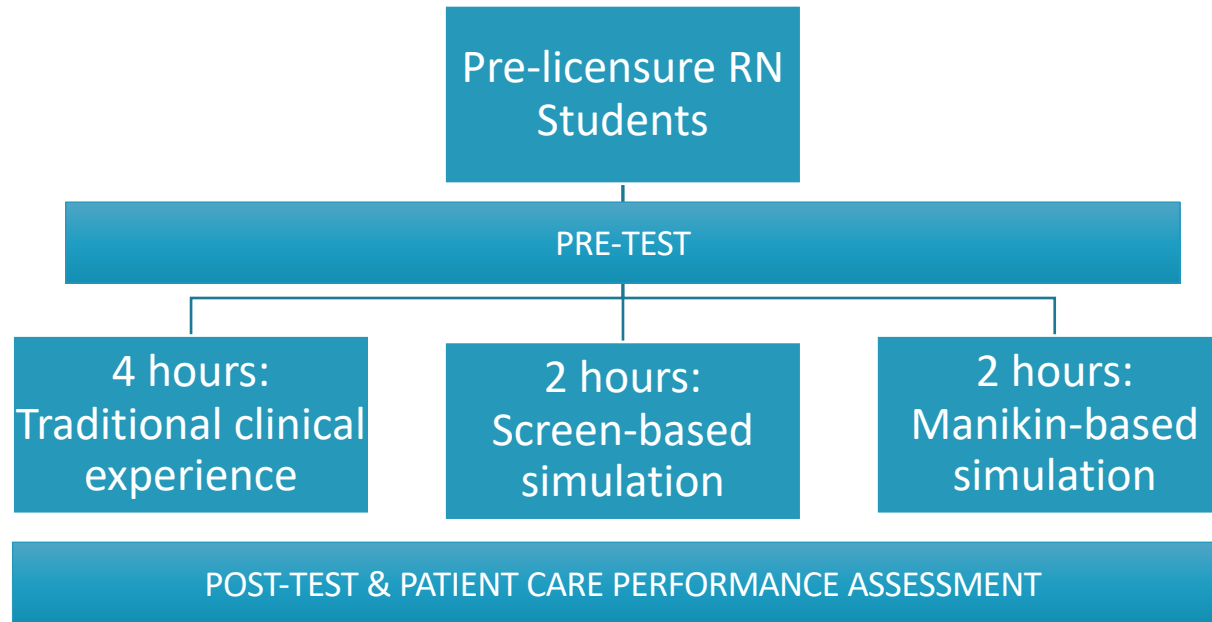 Pre-licensure RN
Students
PRE-TEST
4 hours:
Traditional clinical
experience
2 hours:
Screen-based
simulation
2 hours:
Manikin-based
simulation
POST-TEST & PATIENT CARE PERFORMANCE ASSESSMENT